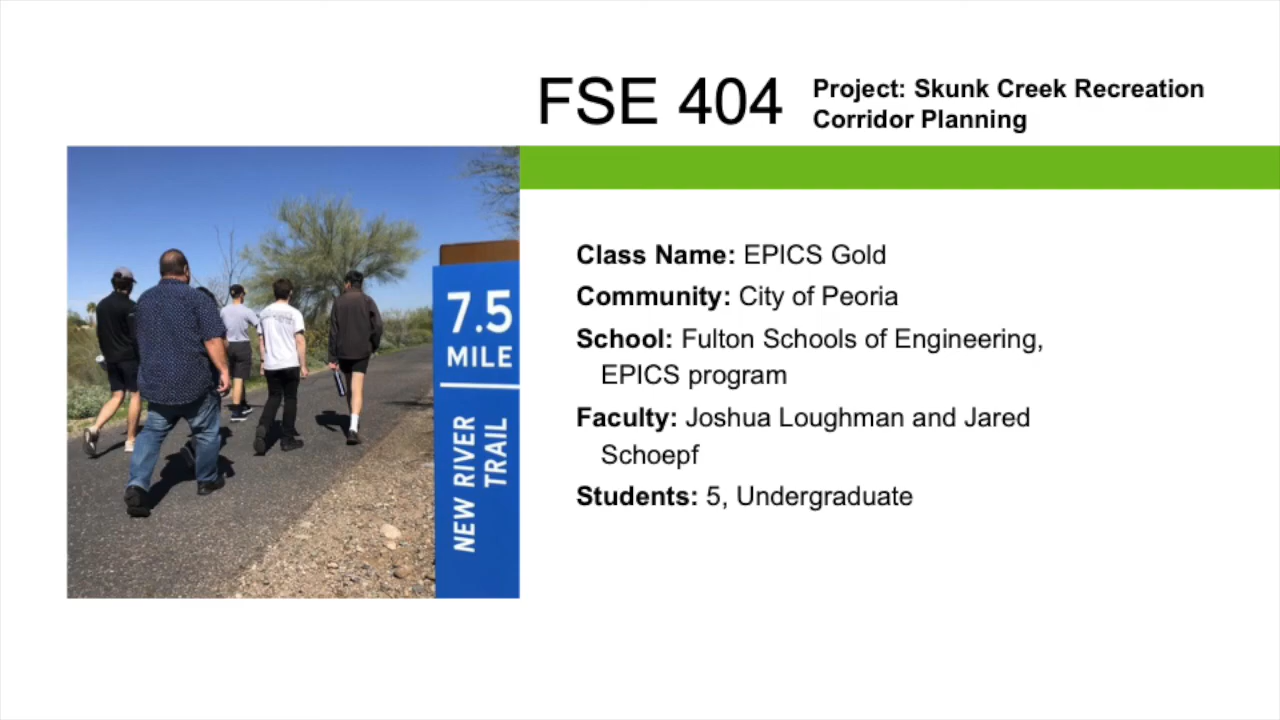 FSE 404
Project: Skunk Creek Recreation
Corridor Planning
7.5
MILE
NEW RIVER
TRAIL
Class Name: EPICS Gold
Community: City of Peoria
School: Fulton Schools of Engineering,
EPICS program
Faculty: Joshua Loughman and Jared
Schoepf
Students: 5, Undergraduate